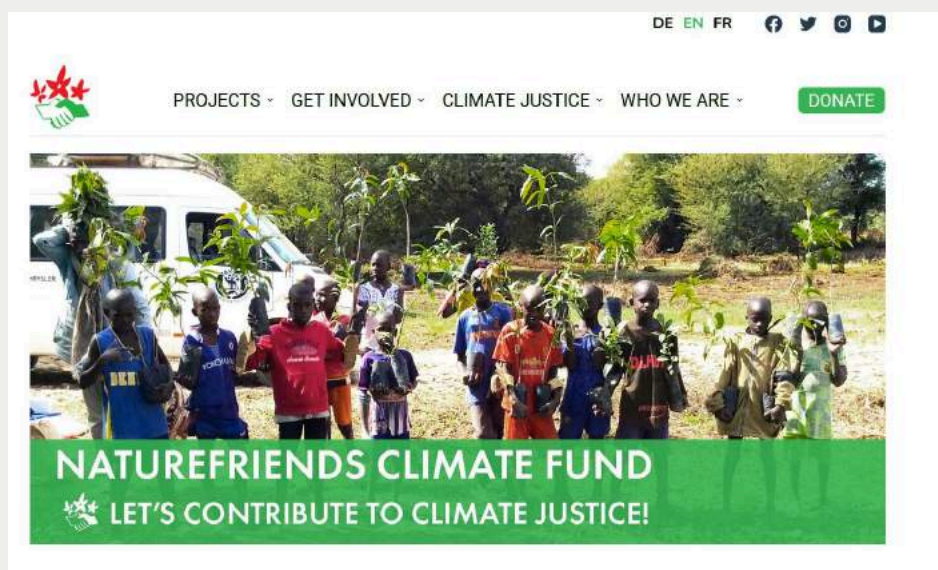 DE EN FR
PROJECTS GET INVOLVED CLIMATE JUSTICE WHO WE ARE DONATE
YOKOHAMA
NATUREFRIENDS CLIMATE FUND
LET'S CONTRIBUTE TO CLIMATE JUSTICE!